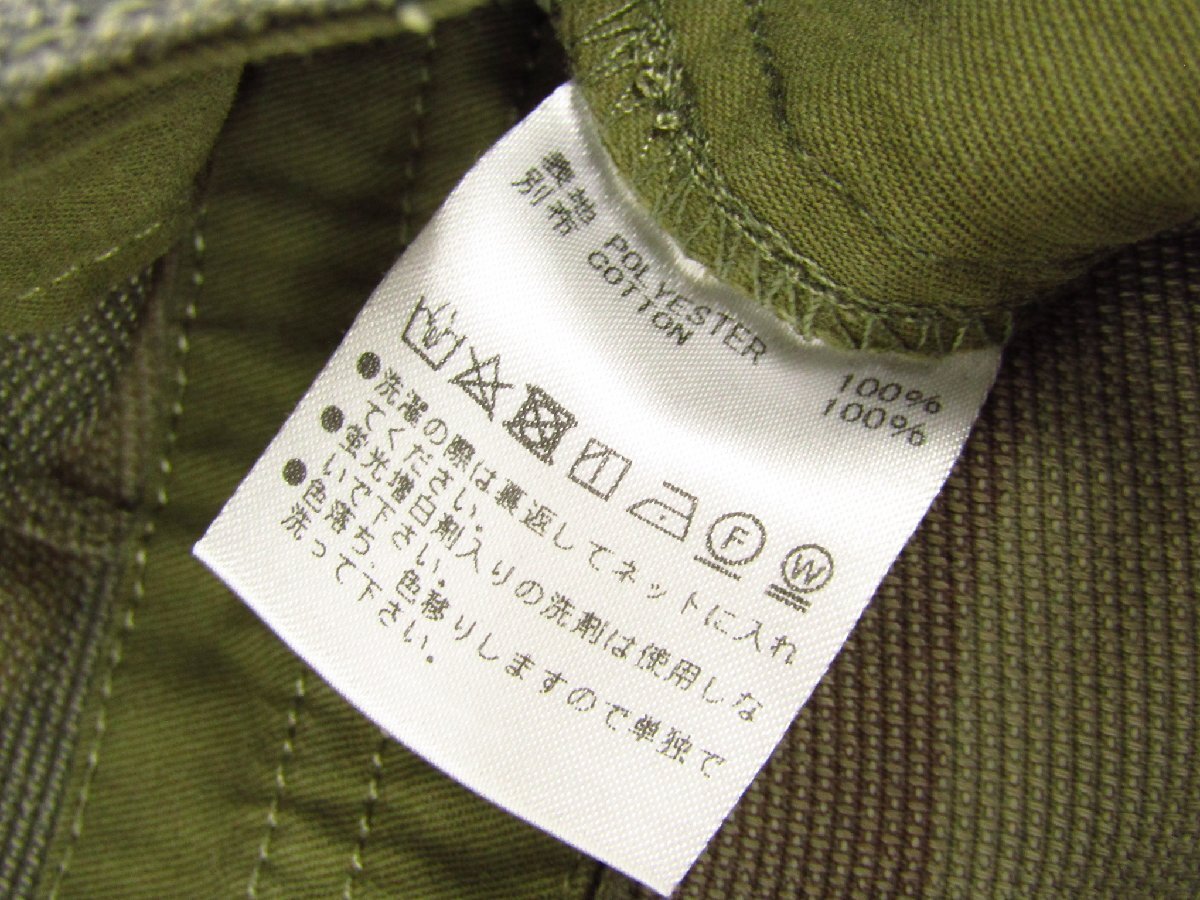 表地 POLYESTER 100%
別布 COTTON 100%
F W
●洗濯の際は裏返してネットに入れ
てください。
●蛍光増白剤入りの洗剤は使用しな
いで下さい。
●色落ち、色移りしますので単独で
洗って下さい。